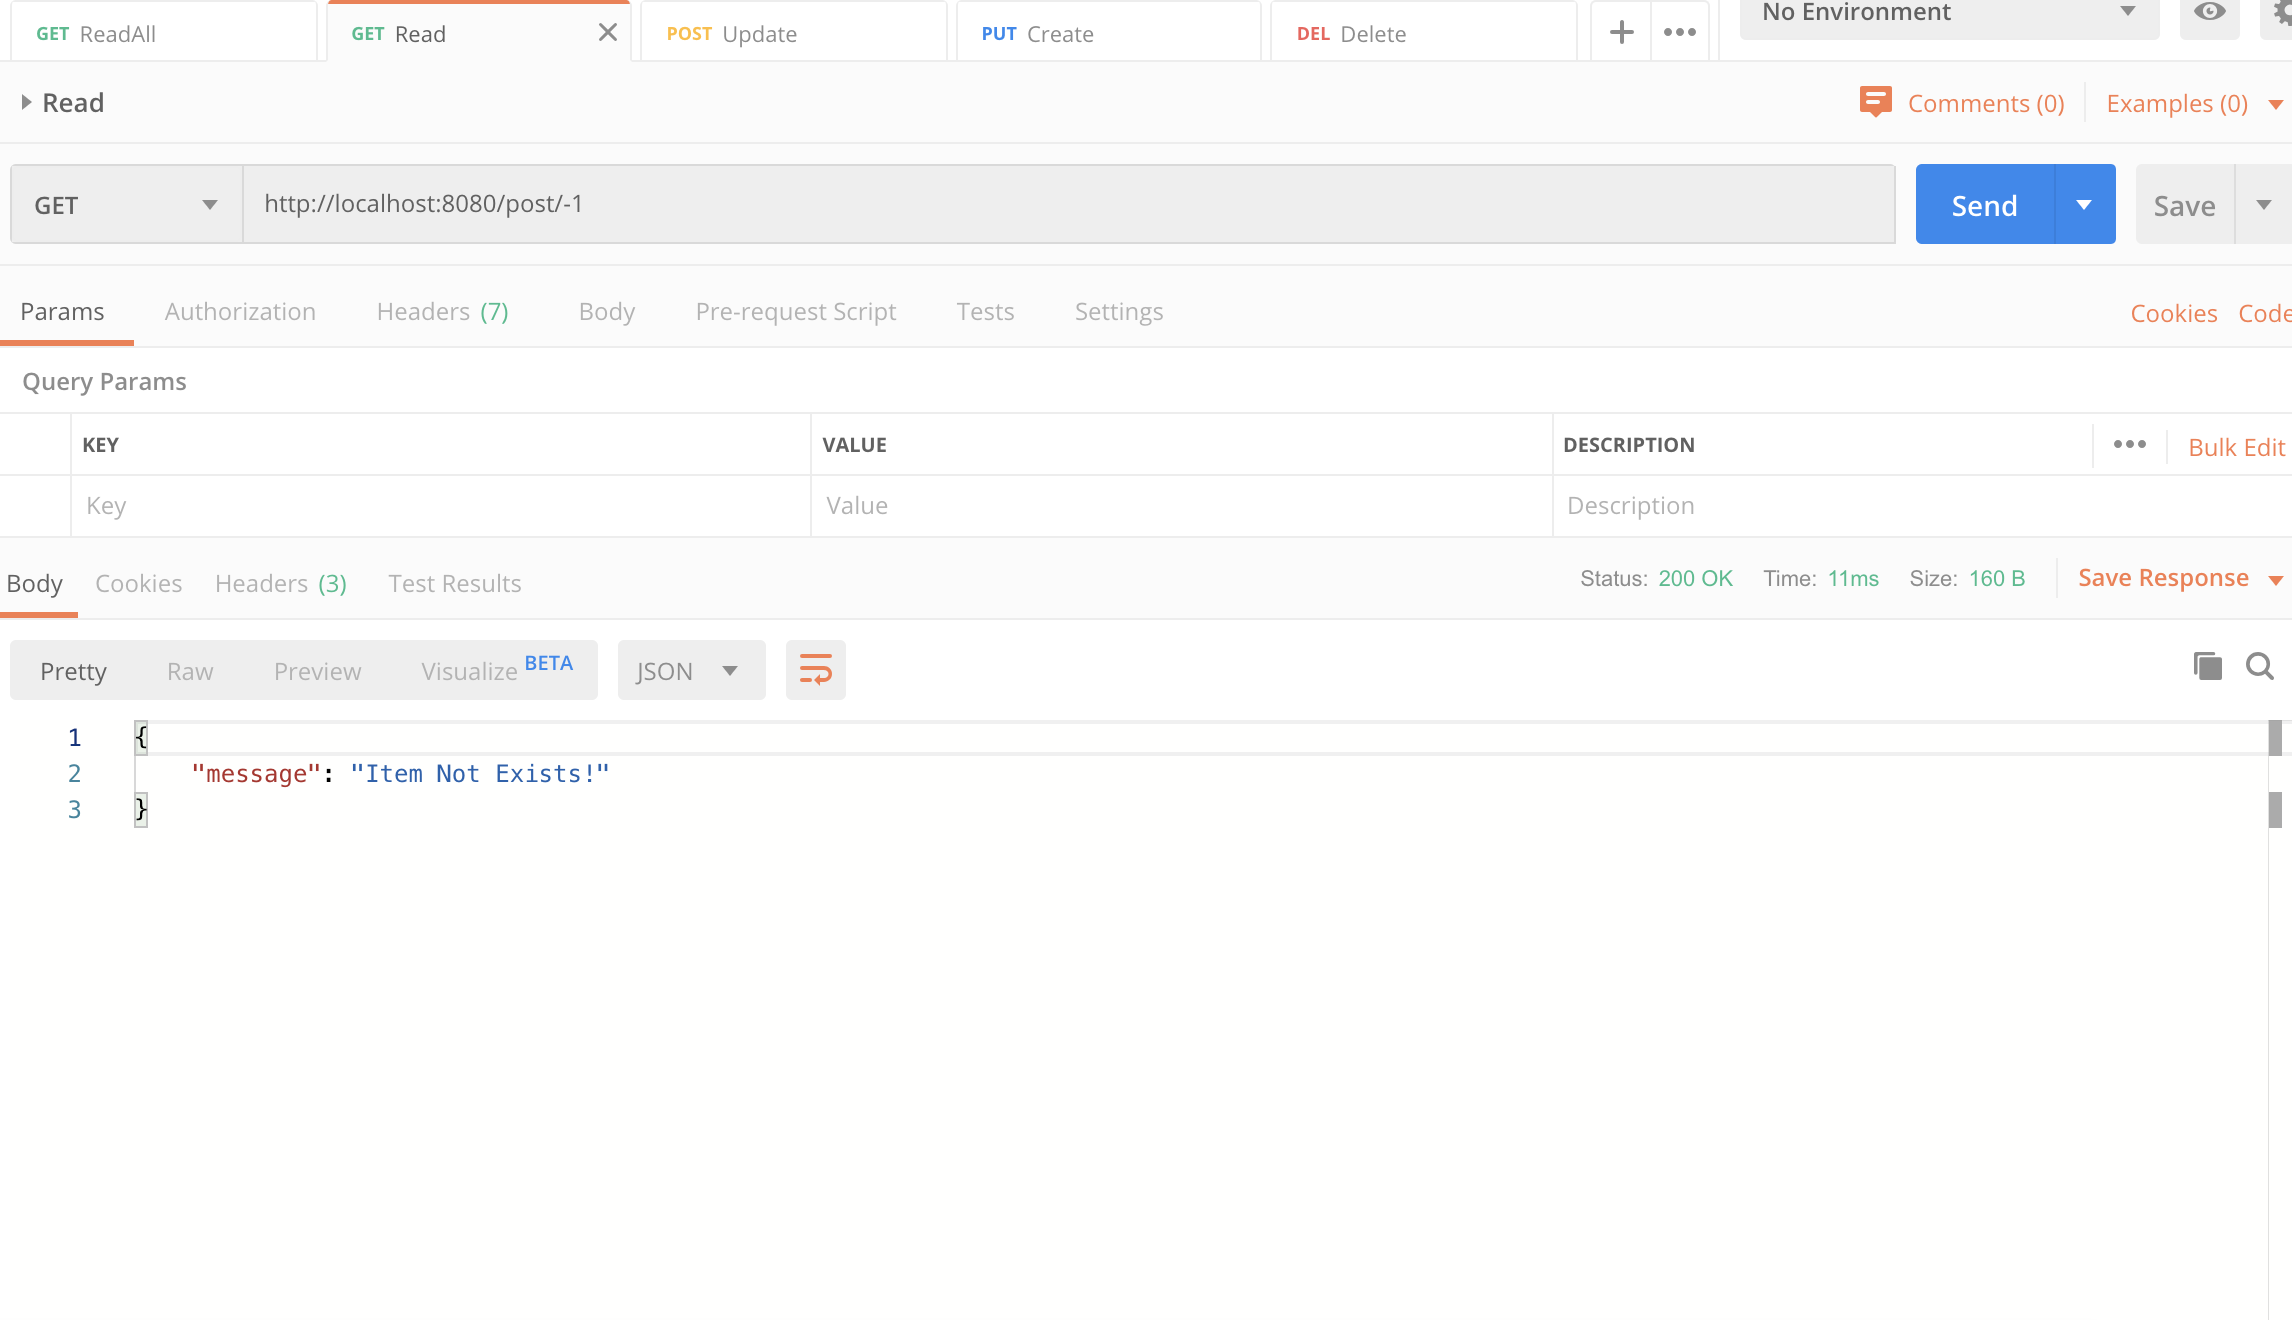 GET ReadAll GET Read POST Update PUT Create DEL Delete No Environment
Read Comments (0) Examples (0)
GET http://localhost:8080/post/-1 Send Save
Params Authorization Headers (7) Body Pre-request Script Tests Settings Cookies Code
Query Params
KEY VALUE DESCRIPTION Bulk Edit
Key Value Description
Body Cookies Headers (3) Test Results Status: 200 OK Time: 11ms Size: 160 B Save Response
Pretty Raw Preview Visualize BETA JSON
1 {
2 "message": "Item Not Exists!"
3 }